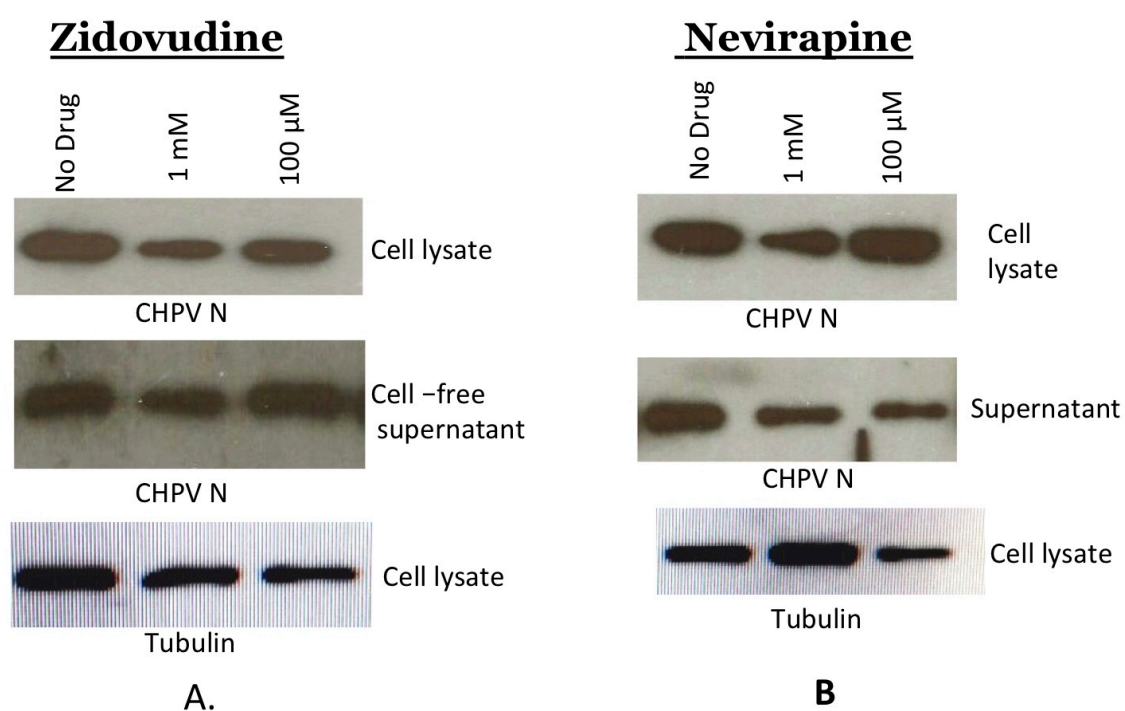 Zidovudine
No Drug
1 mM
100 µM
Cell lysate
CHPV N
Cell –free
supernatant
CHPV N
Cell lysate
Tubulin
A.
Nevirapine
No Drug
1 mM
100 µM
Cell
lysate
CHPV N
Supernatant
CHPV N
Cell lysate
Tubulin
B